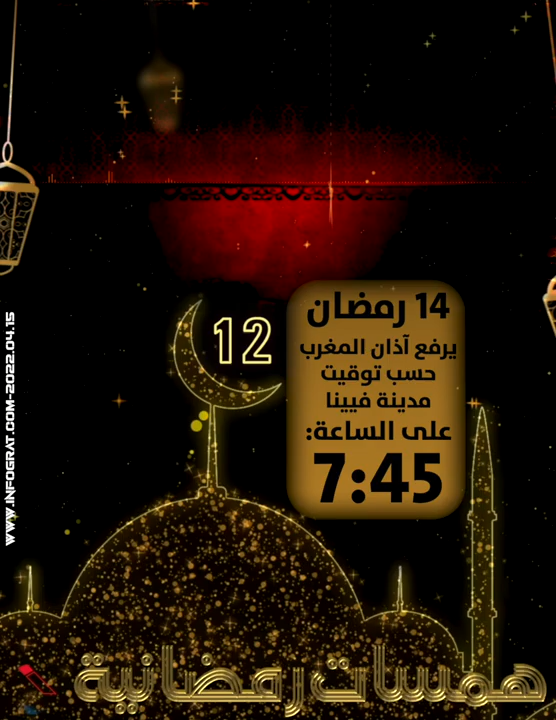 12
14 رمضان
يرفع آذان المغرب
حسب توقيت
مدينة فيينا
على الساعة:
7:45
WWW.INFOGRAT.COM-2022.04.15
همسات رمضانية